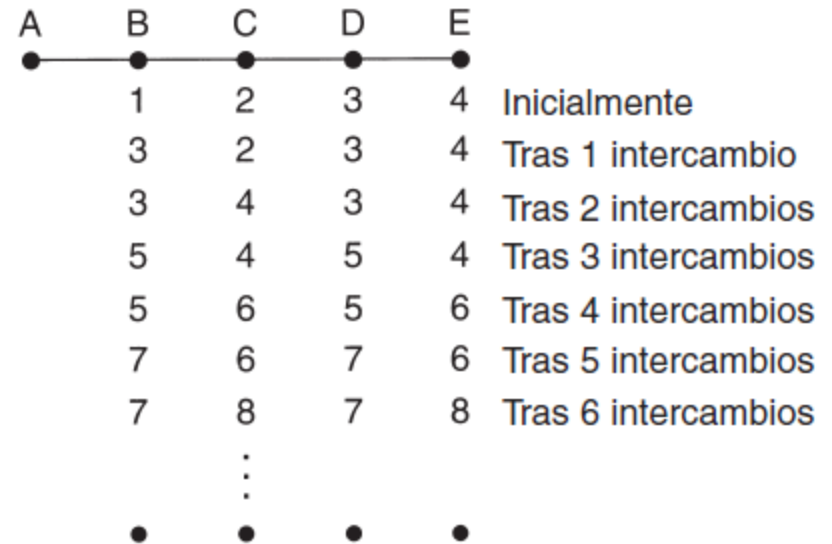 A B C D E
1 2 3 4 Inicialmente
3 2 3 4 Tras 1 intercambio
3 4 3 4 Tras 2 intercambios
5 4 5 4 Tras 3 intercambios
5 6 5 6 Tras 4 intercambios
7 6 7 6 Tras 5 intercambios
7 8 7 8 Tras 6 intercambios